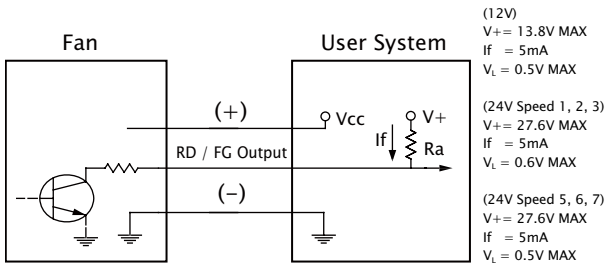 Fan
User System
(+)
Vcc
V+
If
Ra
RD / FG Output
(−)
(12V)
V+= 13.8V MAX
If = 5mA
VL = 0.5V MAX
(24V Speed 1, 2, 3)
V+= 27.6V MAX
If = 5mA
VL = 0.6V MAX
(24V Speed 5, 6, 7)
V+= 27.6V MAX
If = 5mA
VL = 0.5V MAX